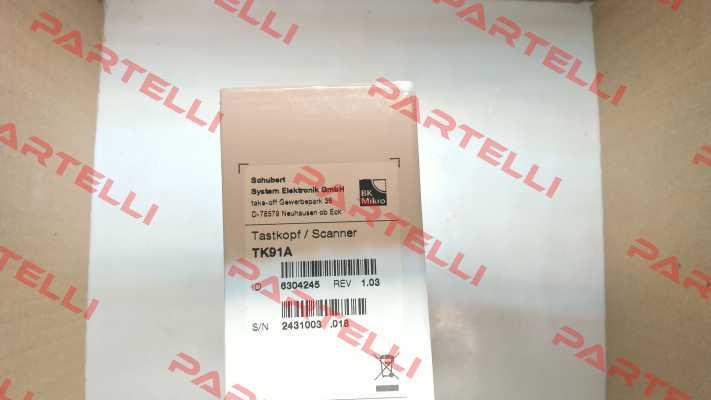 Schubert
System Elektronik GmbH
take-off Gewerbepark 36
D-78579 Neuhausen ob Eck
BK
Mikro
Tastkopf / Scanner
TK91A
ID 6304245 REV 1.03
S/N 2431003 .018
PARTELLI
PARTELLI
PARTELLI
PARTELLI
PARTELLI
PARTELLI
PARTELLI
PARTELLI
PARTELLI
PARTELLI
PARTELLI